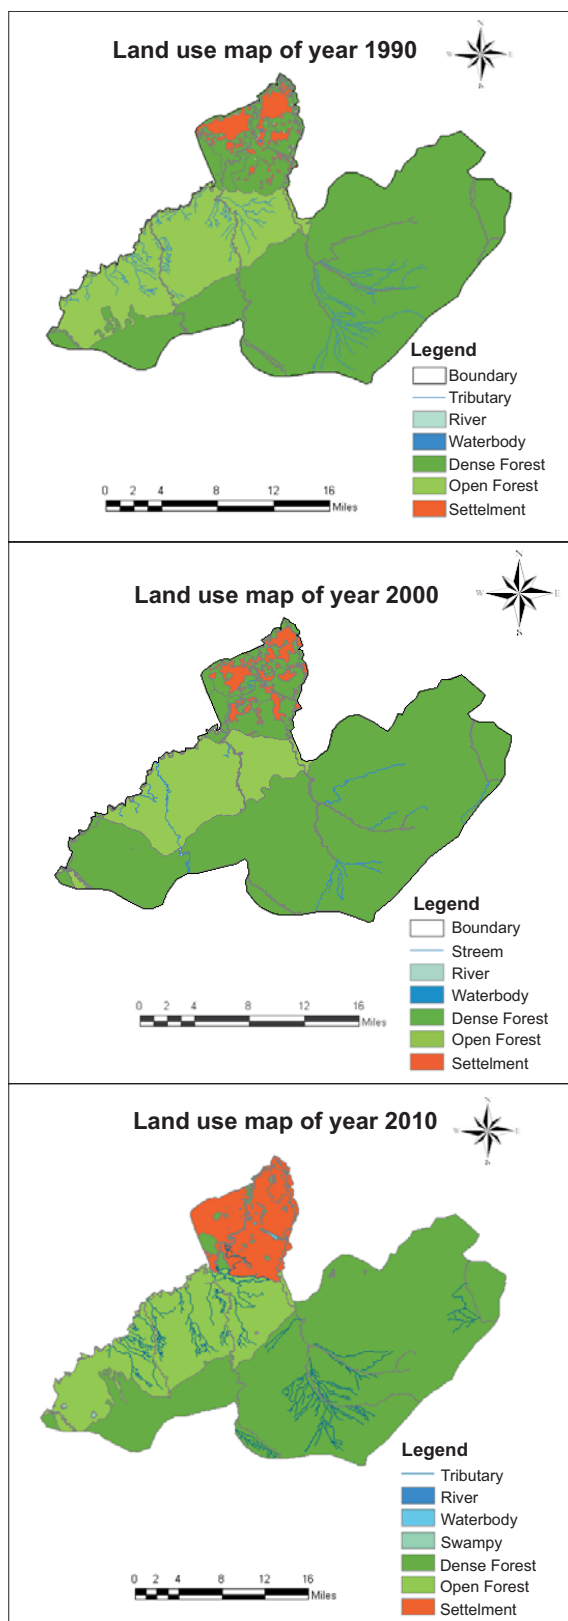 Land use map of year 1990
N
W E
S
Legend
Boundary
Tributary
River
Waterbody
Dense Forest
Open Forest
Settelment
0 2 4 8 12 16
Miles
Land use map of year 2000
N
W E
S
Legend
Boundary
Streem
River
Waterbody
Dense Forest
Open Forest
Settelment
0 2 4 8 12 16
Miles
Land use map of year 2010
N
W E
S
Legend
Tributary
River
Waterbody
Swampy
Dense Forest
Open Forest
Settelment
0 2 4 8 12 16
Miles